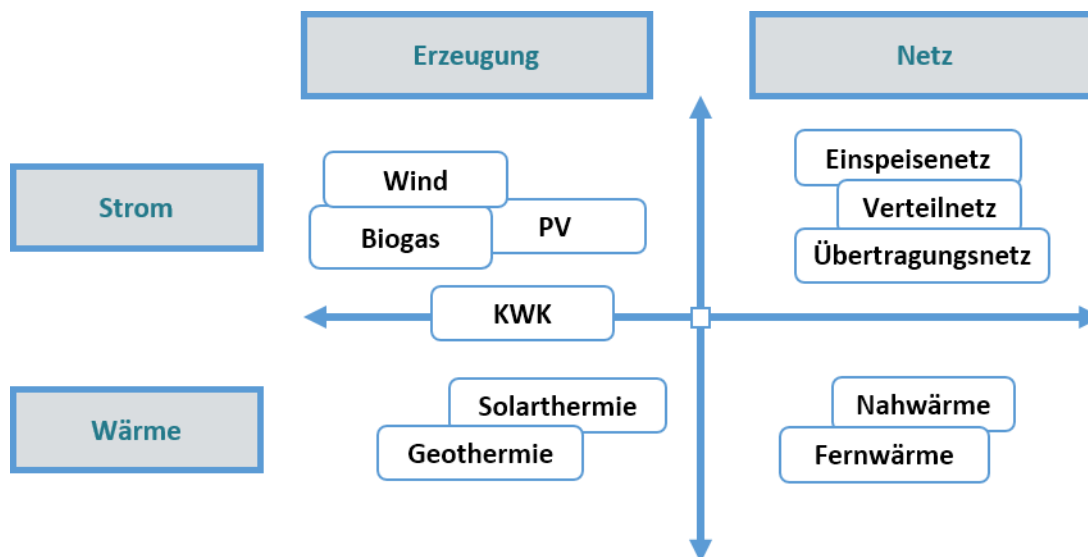 Erzeugung
Netz
Strom
Wind
Biogas
PV
Einspeisenetz
Verteilnetz
Übertragungsnetz
KWK
Wärme
Solarthermie
Geothermie
Nahwärme
Fernwärme